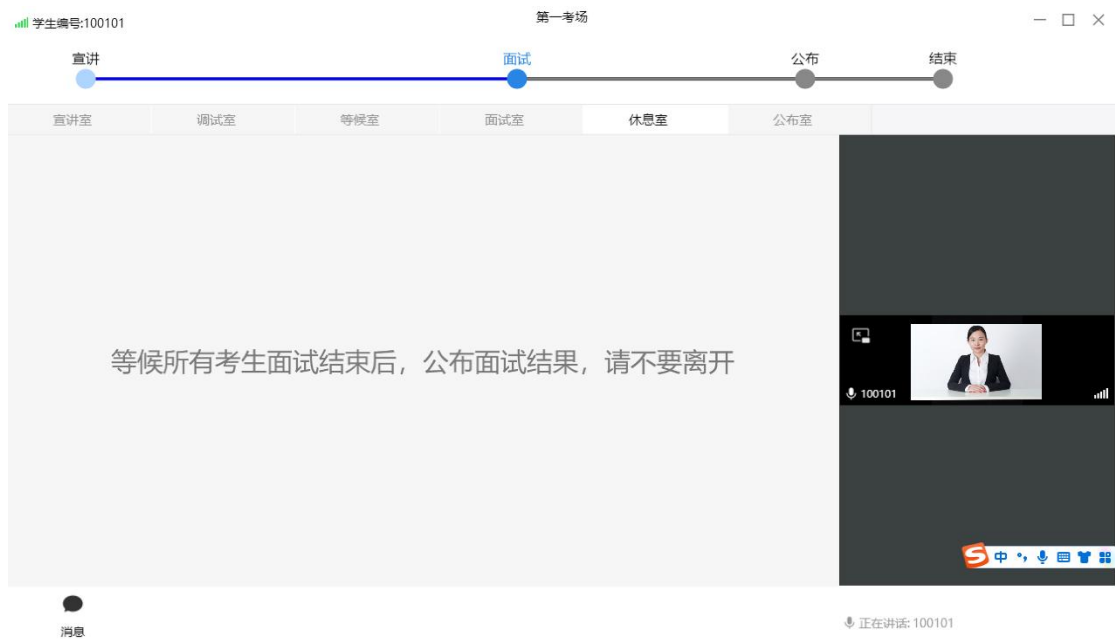 学生编号:100101
第一考场
宣讲
面试
公布
结束
宣讲室
调试室
等候室
面试室
休息室
公布室
等候所有考生面试结束后，公布面试结果，请不要离开
100101
S中
消息
正在讲话: 100101